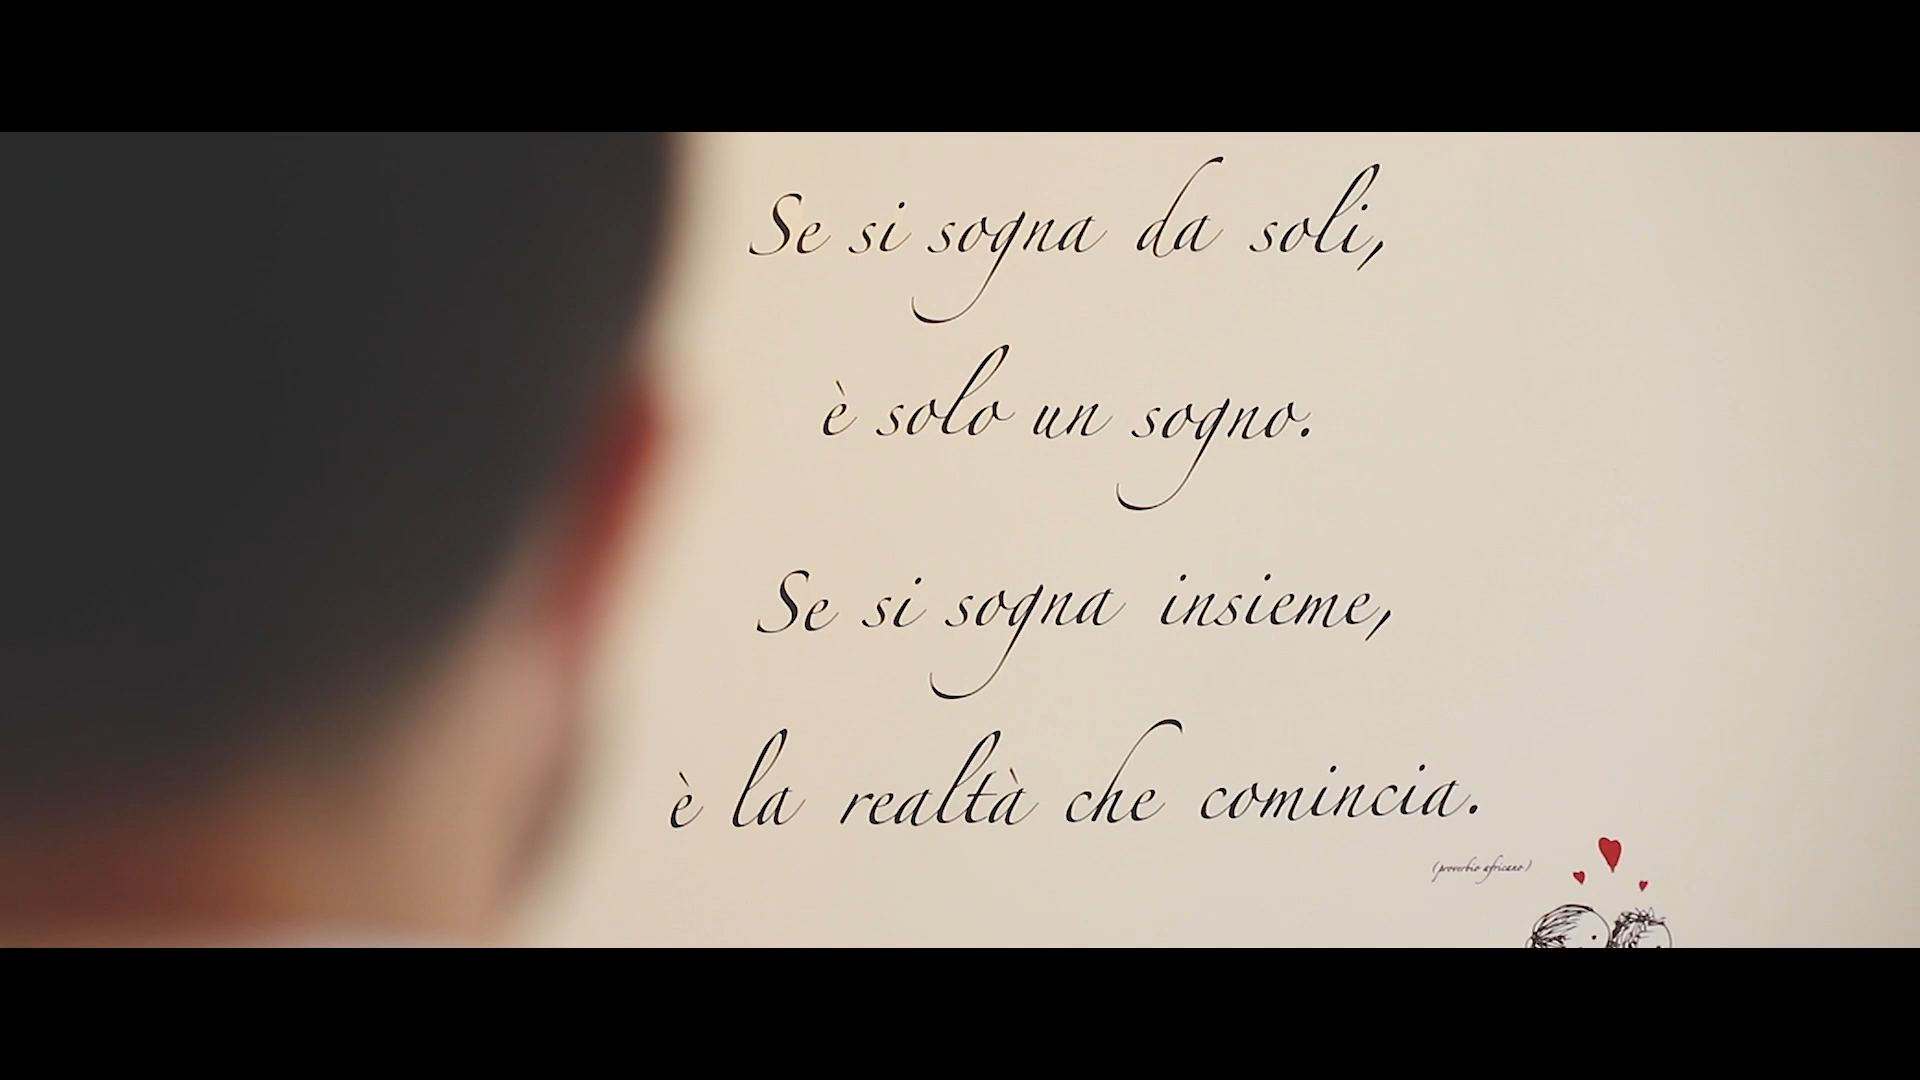 Se si sogna da soli,
è solo un sogno.
Se si sogna insieme,
è la realtà che comincia.
(proverbio africano)